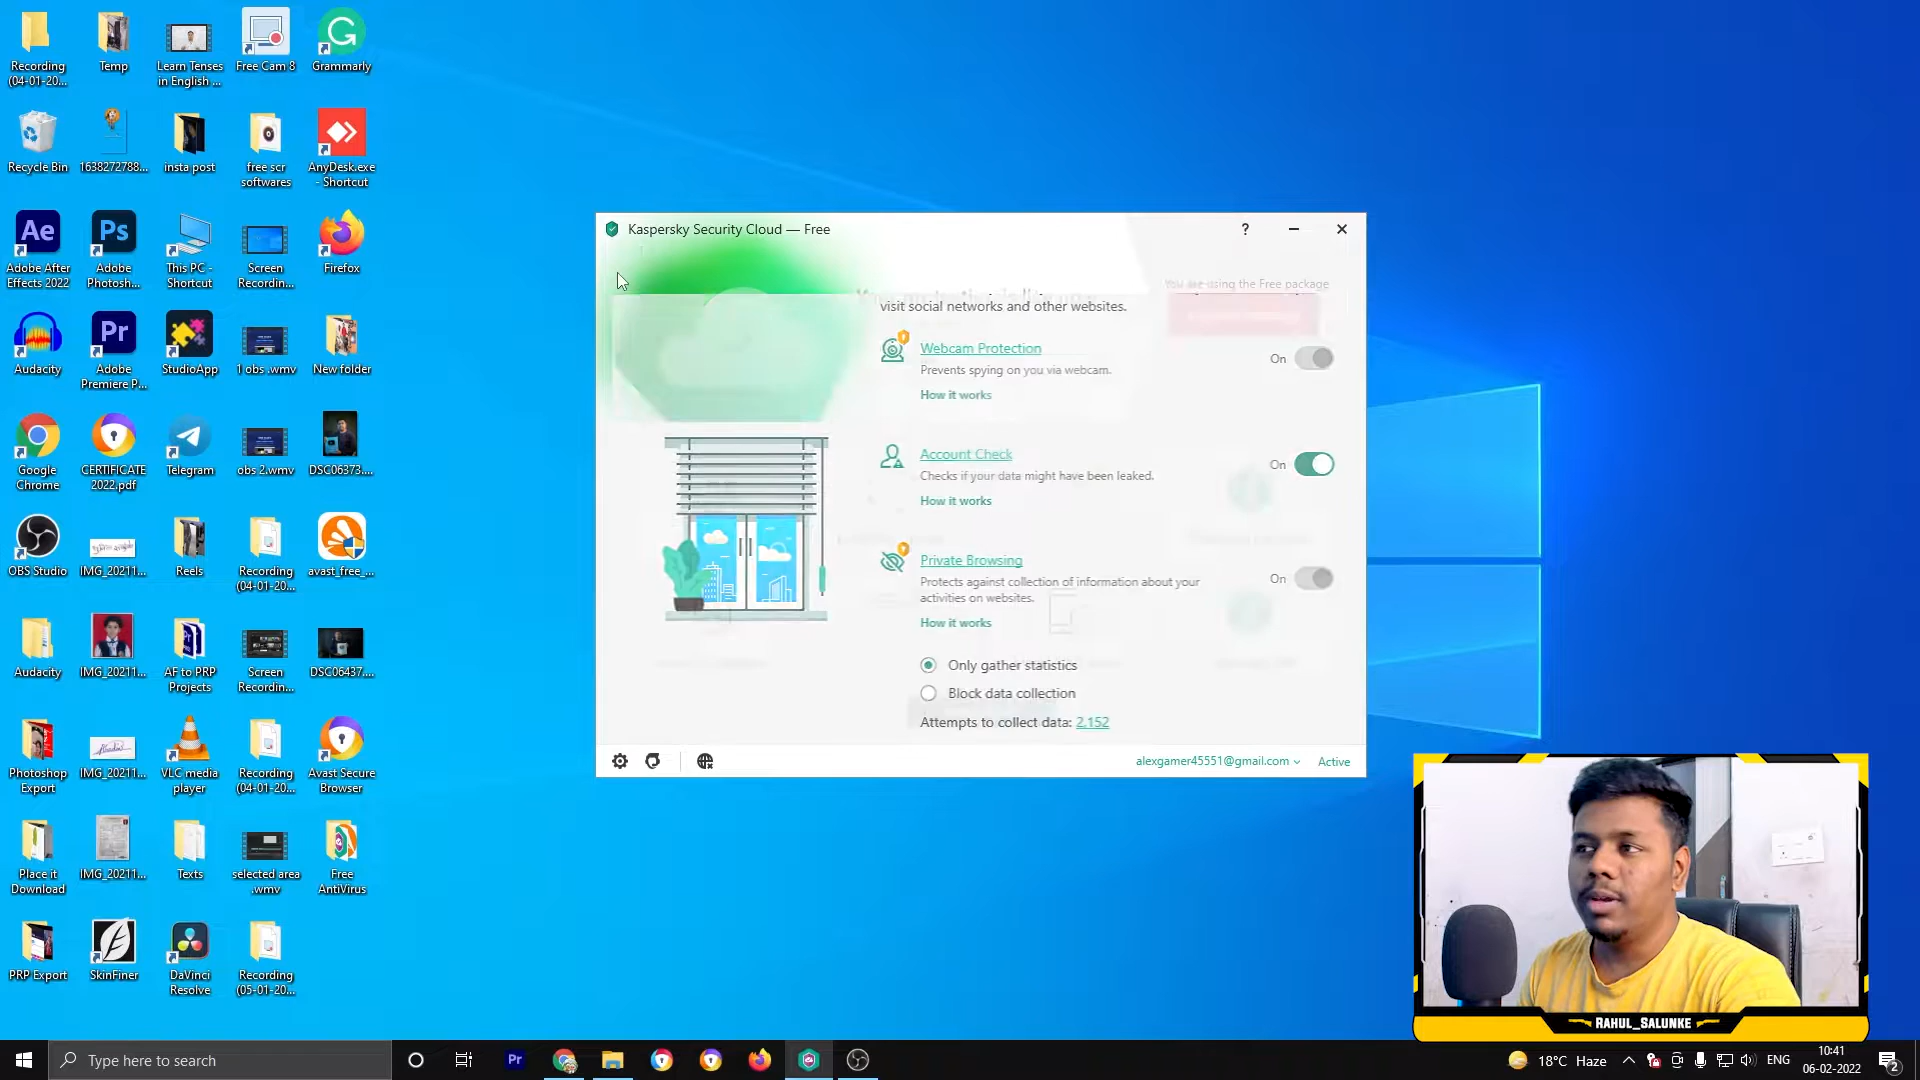 Recording
(04-01-20...
Temp
Learn Tenses
in English ...
Free Cam 8
Grammarly
Recycle Bin
1638272788...
insta post
free scr
softwares
AnyDesk.exe
- Shortcut
Adobe After
Effects 2022
Adobe
Photosh...
This PC -
Shortcut
Screen
Recordin...
Firefox
Audacity
Adobe
Premiere P...
StudioApp
1 obs .wmv
New folder
Google
Chrome
CERTIFICATE
2022.pdf
Telegram
obs 2.wmv
DSC06373....
OBS Studio
IMG_20211...
Reels
Recording
(04-01-20...
avast_free_...
Audacity
IMG_20211...
AF to PRP
Projects
Screen
Recordin...
DSC06437....
Photoshop
Export
IMG_20211...
VLC media
player
Recording
(04-01-20...
Avast Secure
Browser
Place it
Download
IMG_20211...
Texts
selected area
.wmv
Free
AntiVirus
PRP Export
SkinFiner
DaVinci
Resolve
Recording
(05-01-20...
Kaspersky Security Cloud — Free
?
You are using the Free package
visit social networks and other websites.
Webcam Protection
Prevents spying on you via webcam.
How it works
On
Account Check
Checks if your data might have been leaked.
How it works
On
Private Browsing
Protects against collection of information about your
activities on websites.
How it works
On
Only gather statistics
Block data collection
Attempts to collect data: 2,152
alexgamer45551@gmail.com
Active
RAHUL_SALUNKE
Type here to search
18°C Haze
ENG
10:41
06-02-2022
2